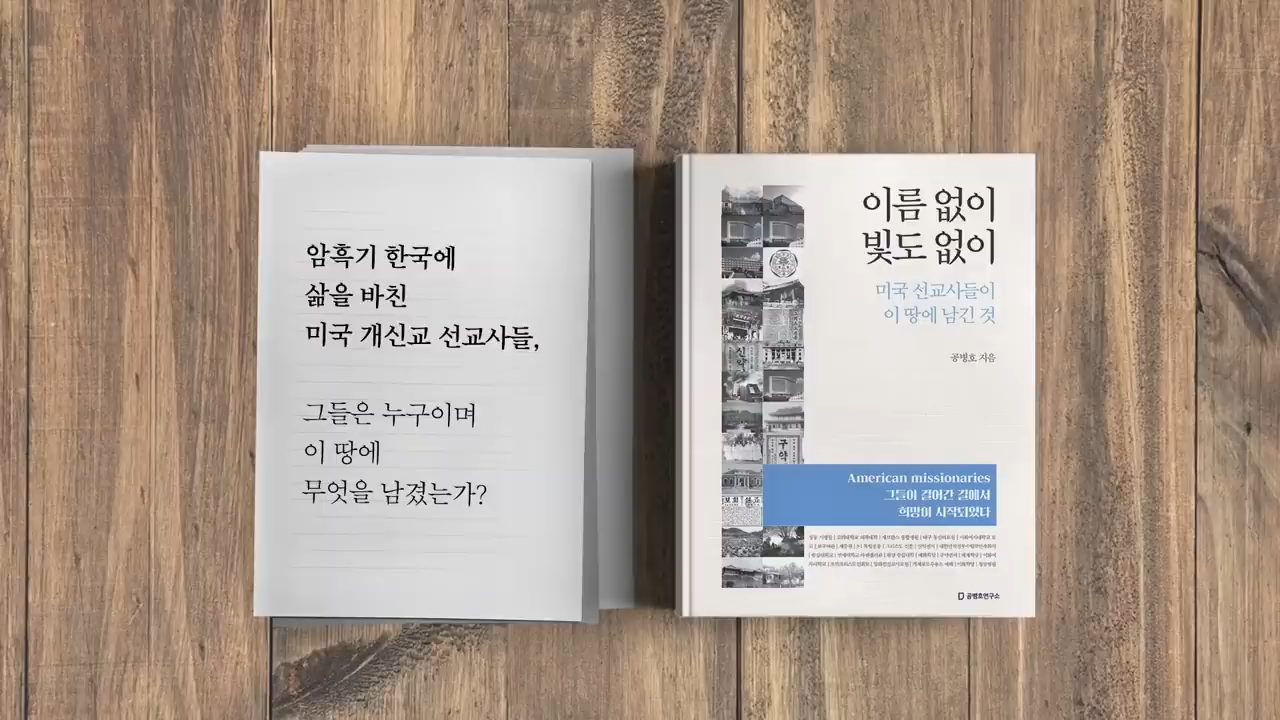 암흑기 한국에
삶을 바친
미국 개신교 선교사들,
그들은 누구이며
이 땅에
무엇을 남겼는가?
이름 없이
빛도 없이
미국 선교사들이
이 땅에 남긴 것
공병호 지음
구약
American missionaries
그들이 걸어간 길에서
희망이 시작되었다
공병호연구소